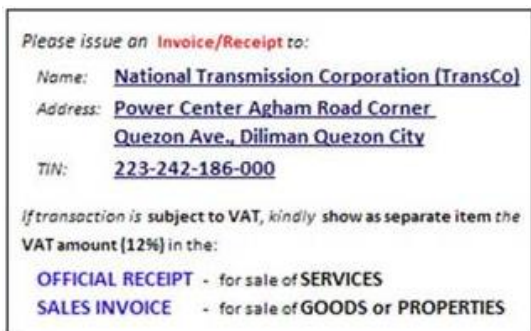 Please issue an Invoice/Receipt to:
Name: National Transmission Corporation (TransCo)
Address: Power Center Agham Road Corner
Quezon Ave., Diliman Quezon City
TIN: 223-242-186-000
If transaction is subject to VAT, kindly show as separate item the
VAT amount (12%) in the:
OFFICIAL RECEIPT - for sale of SERVICES
SALES INVOICE - for sale of GOODS or PROPERTIES